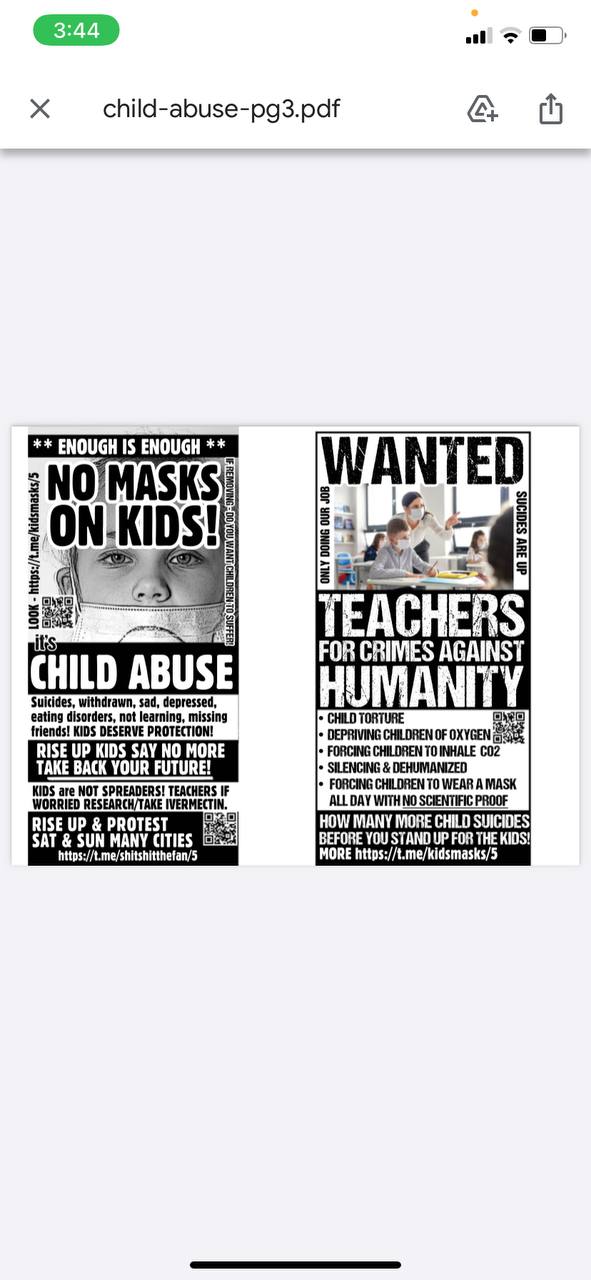 3:44
child-abuse-pg3.pdf
** ENOUGH IS ENOUGH **
NO MASKS
ON KIDS!
LOOK - https://t.me/kidsmasks/5
IF REMOVING - DO YOU WANT CHILDREN TO SUFFER!
it's
CHILD ABUSE
Suicides, withdrawn, sad, depressed,
eating disorders, not learning, missing
friends! KIDS DESERVE PROTECTION!
RISE UP KIDS SAY NO MORE
TAKE BACK YOUR FUTURE!
KIDS are NOT SPREADERS! TEACHERS IF
WORRIED RESEARCH/TAKE IVERMECTIN.
RISE UP & PROTEST
SAT & SUN MANY CITIES
https://t.me/shitshitthefan/5
WANTED
ONLY DOING OUR JOB
SUCIDES ARE UP
TEACHERS
FOR CRIMES AGAINST
HUMANITY
• CHILD TORTURE
• DEPRIVING CHILDREN OF OXYGEN
• FORCING CHILDREN TO INHALE CO2
• SILENCING & DEHUMANIZED
• FORCING CHILDREN TO WEAR A MASK
ALL DAY WITH NO SCIENTIFIC PROOF
HOW MANY MORE CHILD SUICIDES
BEFORE YOU STAND UP FOR THE KIDS!
MORE https://t.me/kidsmasks/5